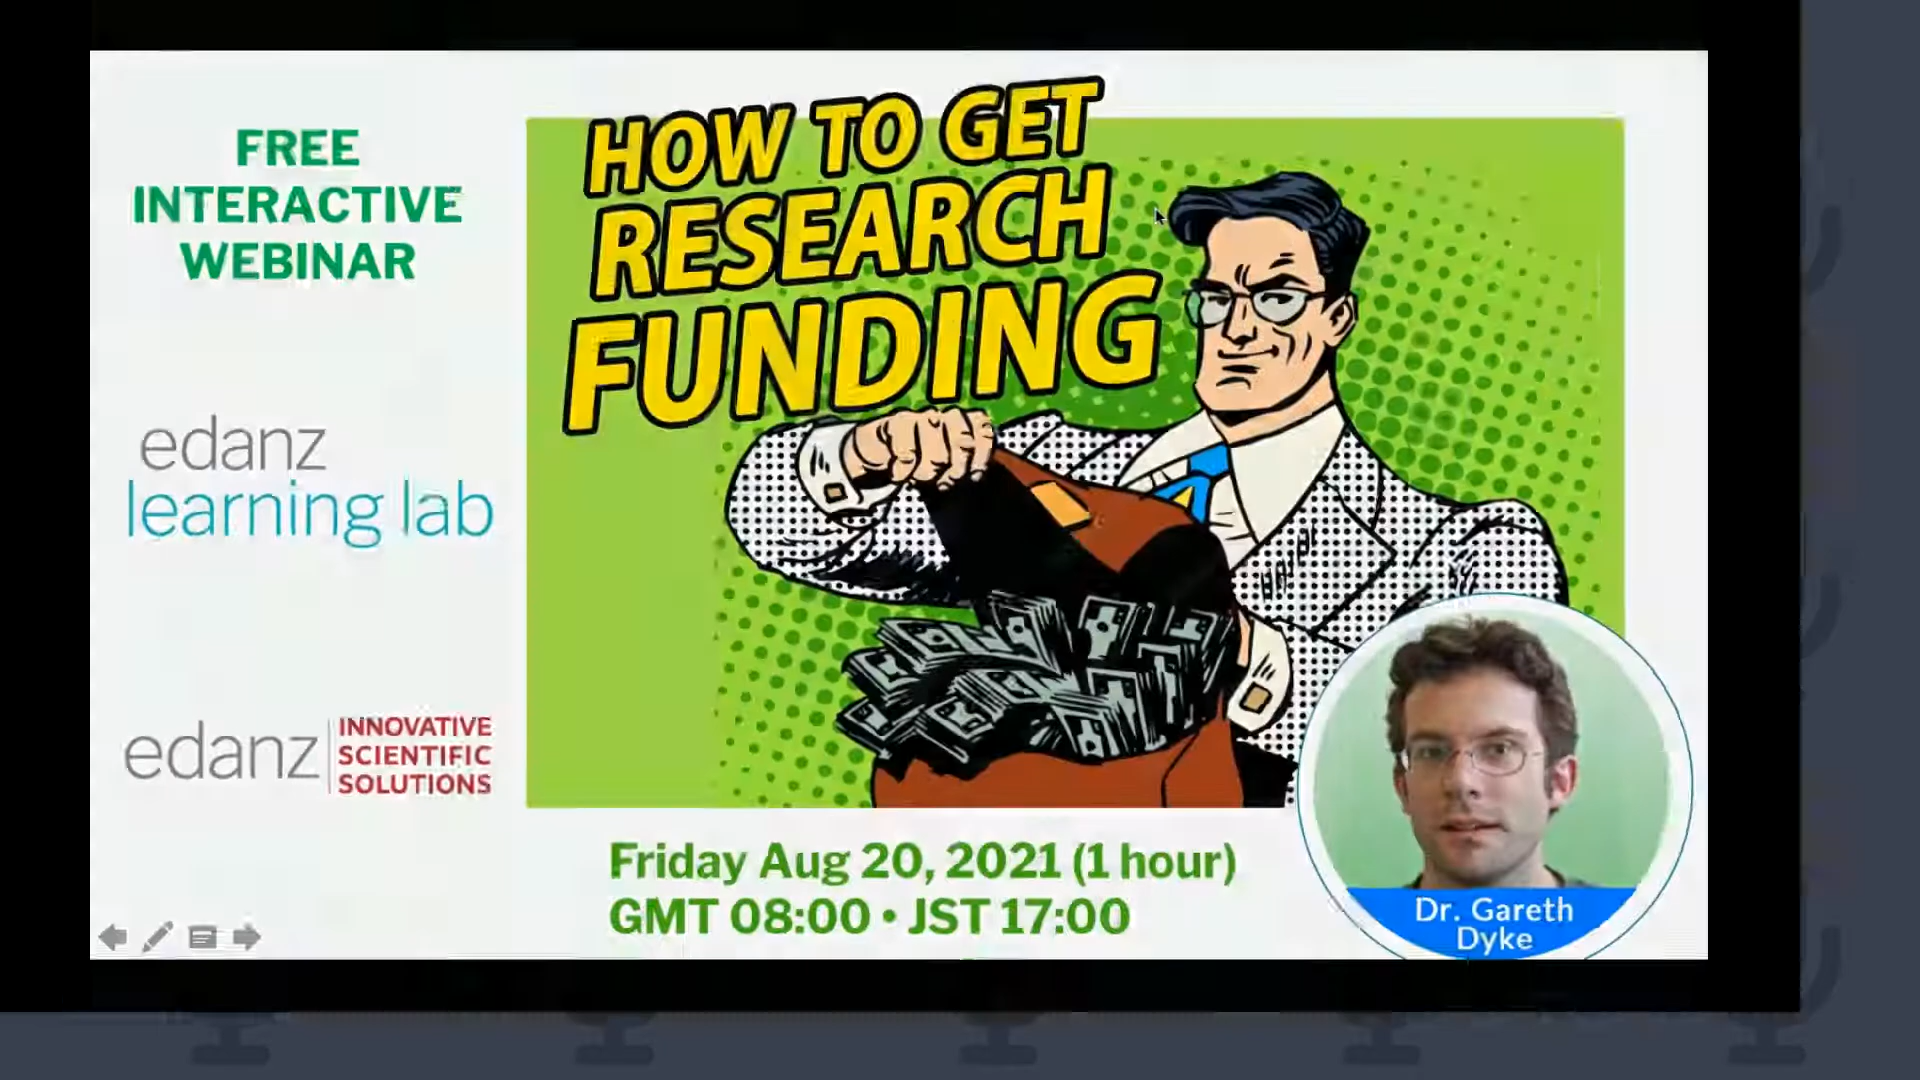 FREE
INTERACTIVE
WEBINAR
edanz
learning lab
edanz
INNOVATIVE
SCIENTIFIC
SOLUTIONS
HOW TO GET
RESEARCH
FUNDING
Friday Aug 20, 2021 (1 hour)
GMT 08:00 • JST 17:00
Dr. Gareth
Dyke